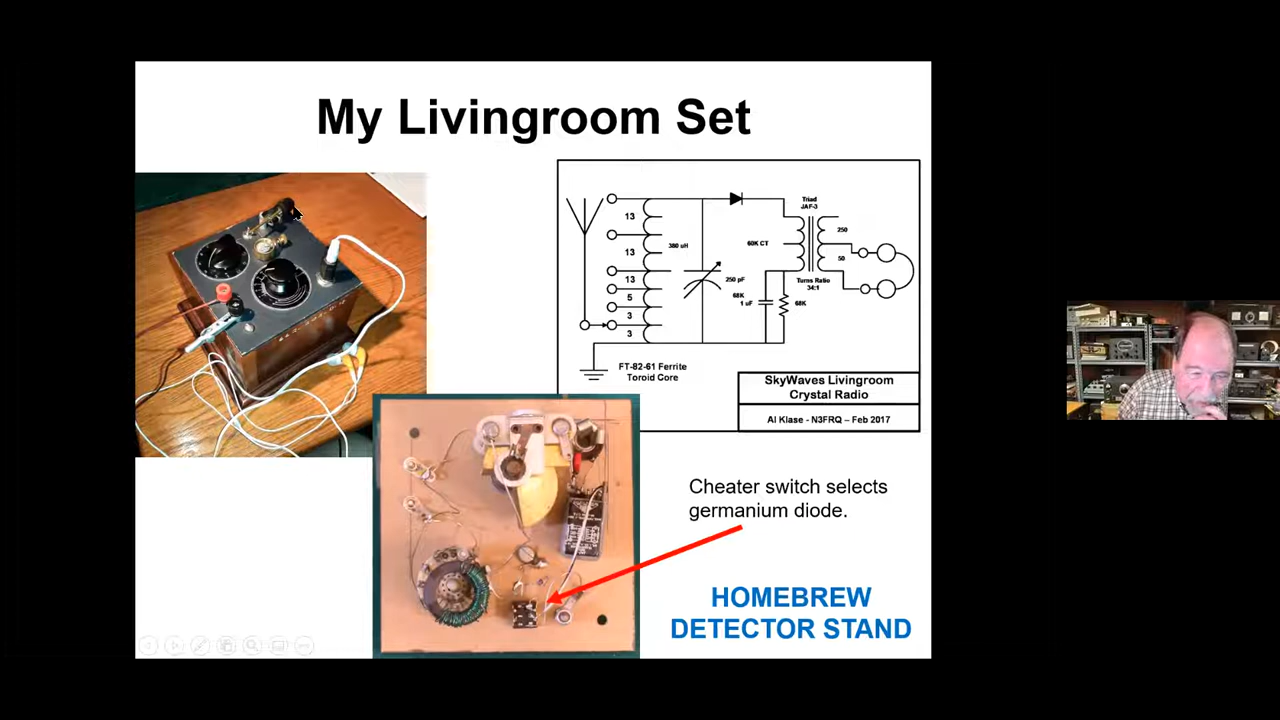 My Livingroom Set
13
13
13
5
3
3
380 uH
250 pF
68K
1 uF
68K
60K CT
Triad
JAF-3
250
50
Turns Ratio
34:1
FT-82-61 Ferrite
Toroid Core
SkyWaves Livingroom
Crystal Radio
Al Klase - N3FRQ – Feb 2017
Cheater switch selects
germanium diode.
HOMEBREW
DETECTOR STAND